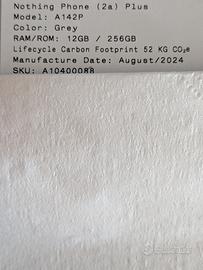 Nothing Phone (2a) Plus
Model: A142P
Color: Grey
RAM/ROM: 12GB / 256GB
Lifecycle Carbon Footprint 52 KG CO₂e
Manufacture Date: August/2024
SKU: A10400088
subito